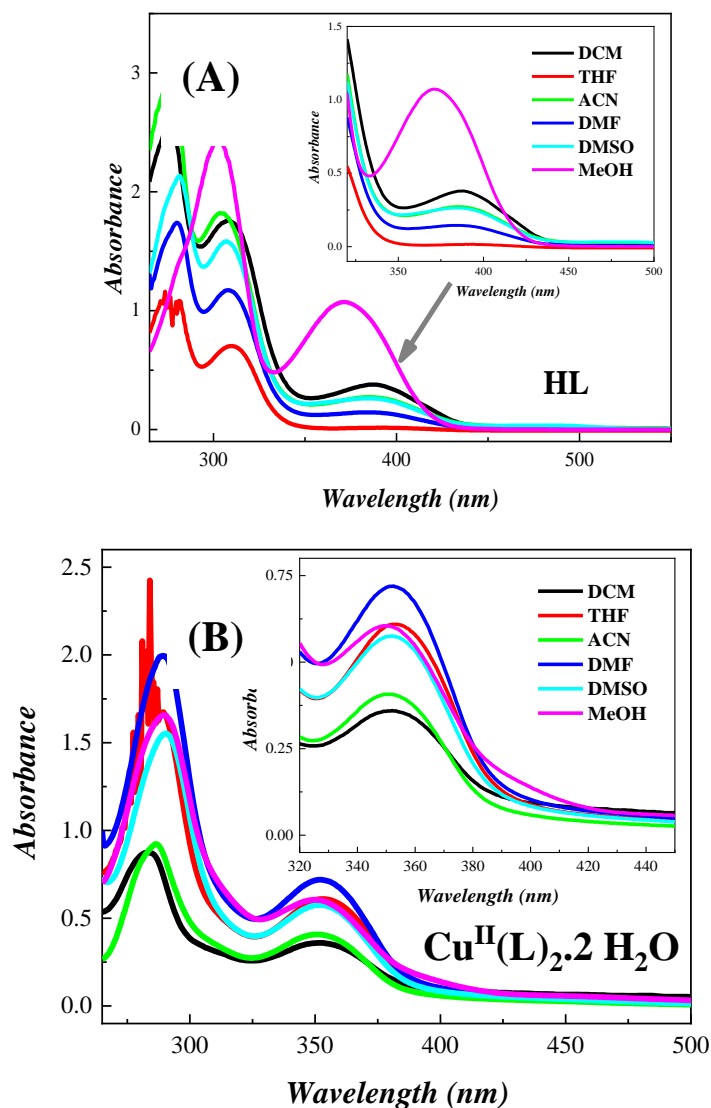 (A)
3
2
1
0
Absorbance
300
400
500
Wavelength (nm)
HL
1.5
1.0
0.5
0.0
Absorbance
350
400
450
500
Wavelength (nm)
DCM
THF
ACN
DMF
DMSO
MeOH
(B)
2.5
2.0
1.5
1.0
0.5
0.0
Absorbance
300
350
400
450
500
Wavelength (nm)
Cu^II(L)₂.2 H₂O
0.75
0.25
0.00
Absorbu
320
340
360
380
400
420
440
Wavelength (nm)
DCM
THF
ACN
DMF
DMSO
MeOH